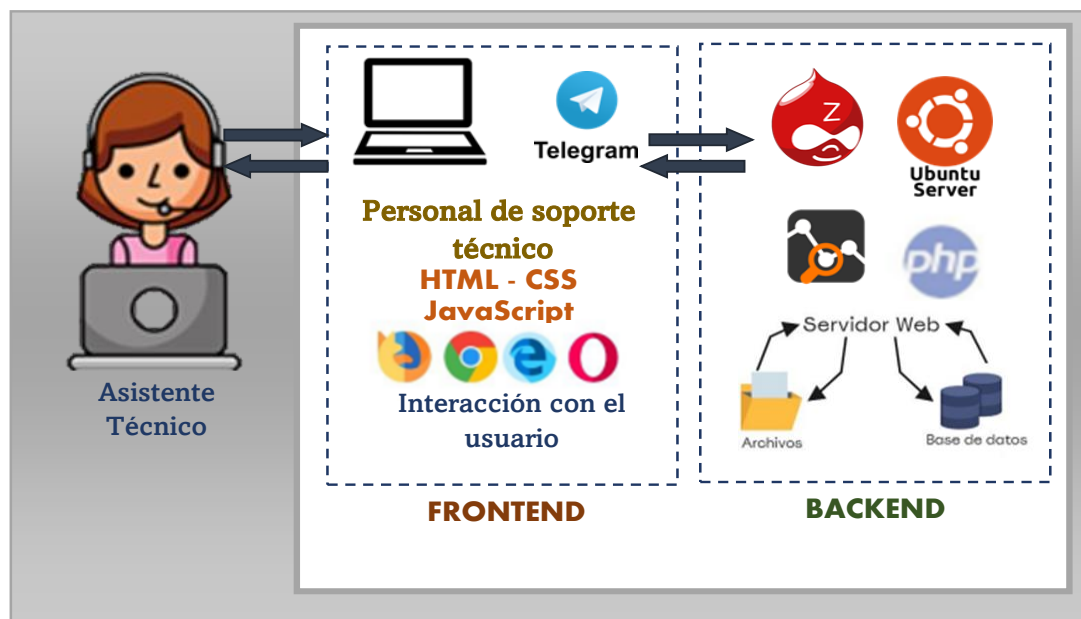 Telegram
Z
Ubuntu
Server
Personal de soporte
técnico
HTML - CSS
JavaScript
php
Servidor Web
Archivos
Base de datos
Interacción con el
usuario
Asistente
Técnico
FRONTEND
BACKEND